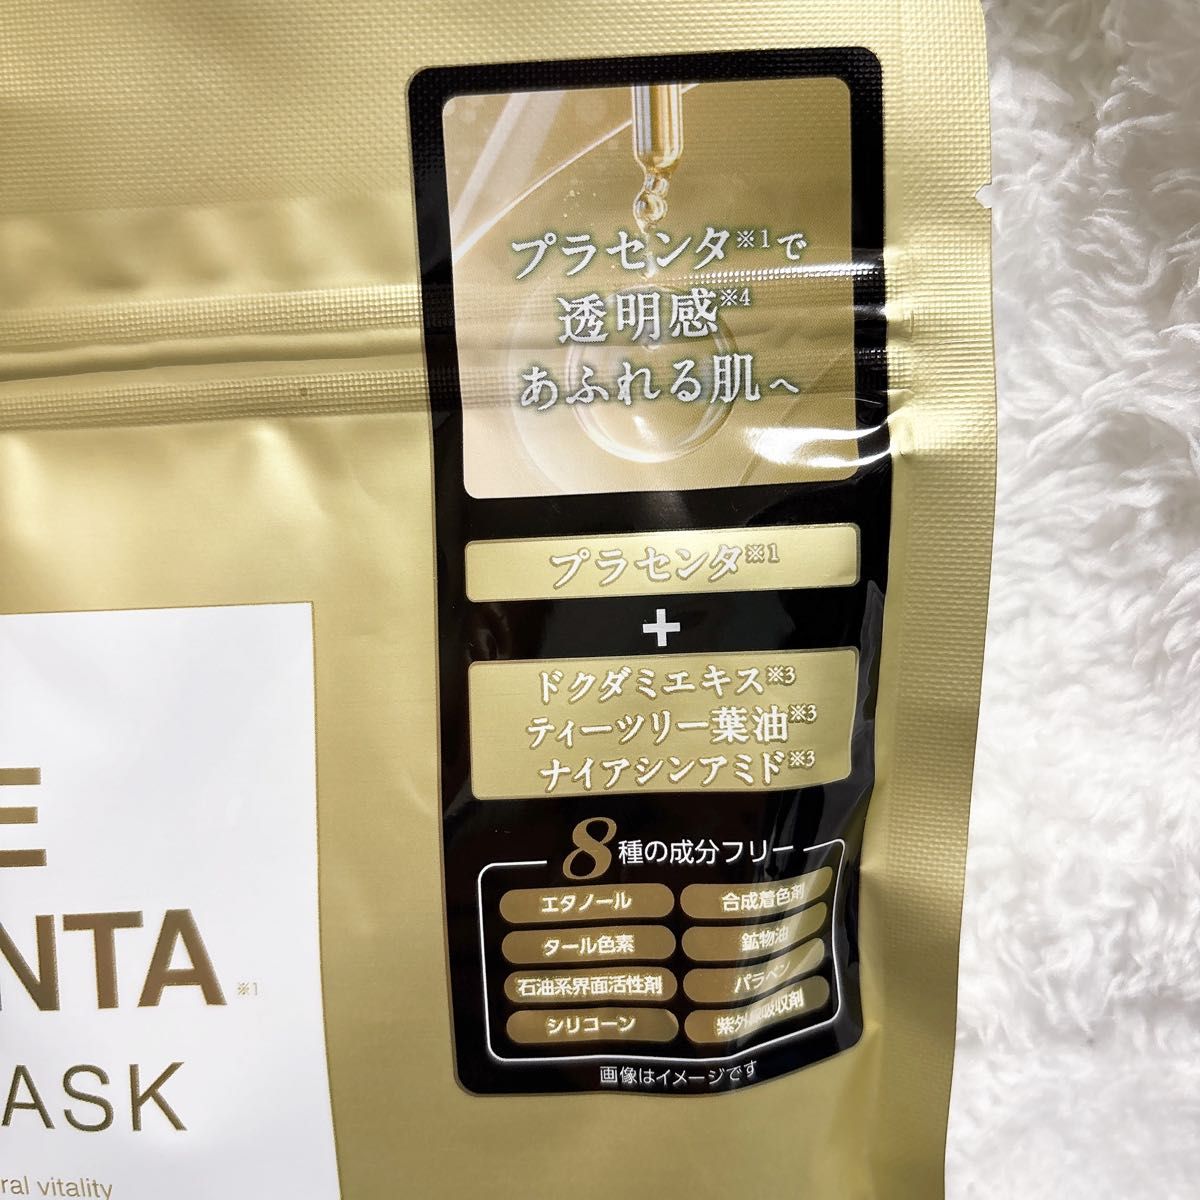 プラセンタ※1で
透明感※4
あふれる肌へ
プラセンタ※1
+
ドクダミエキス※3
ティーツリー葉油※3
ナイアシンアミド※3
8種の成分フリー
エタノール 合成着色剤
タール色素 鉱物油
石油系界面活性剤 パラベン
シリコーン 紫外線吸収剤
画像はイメージです
E
NTA※1
ASK
ral vitality